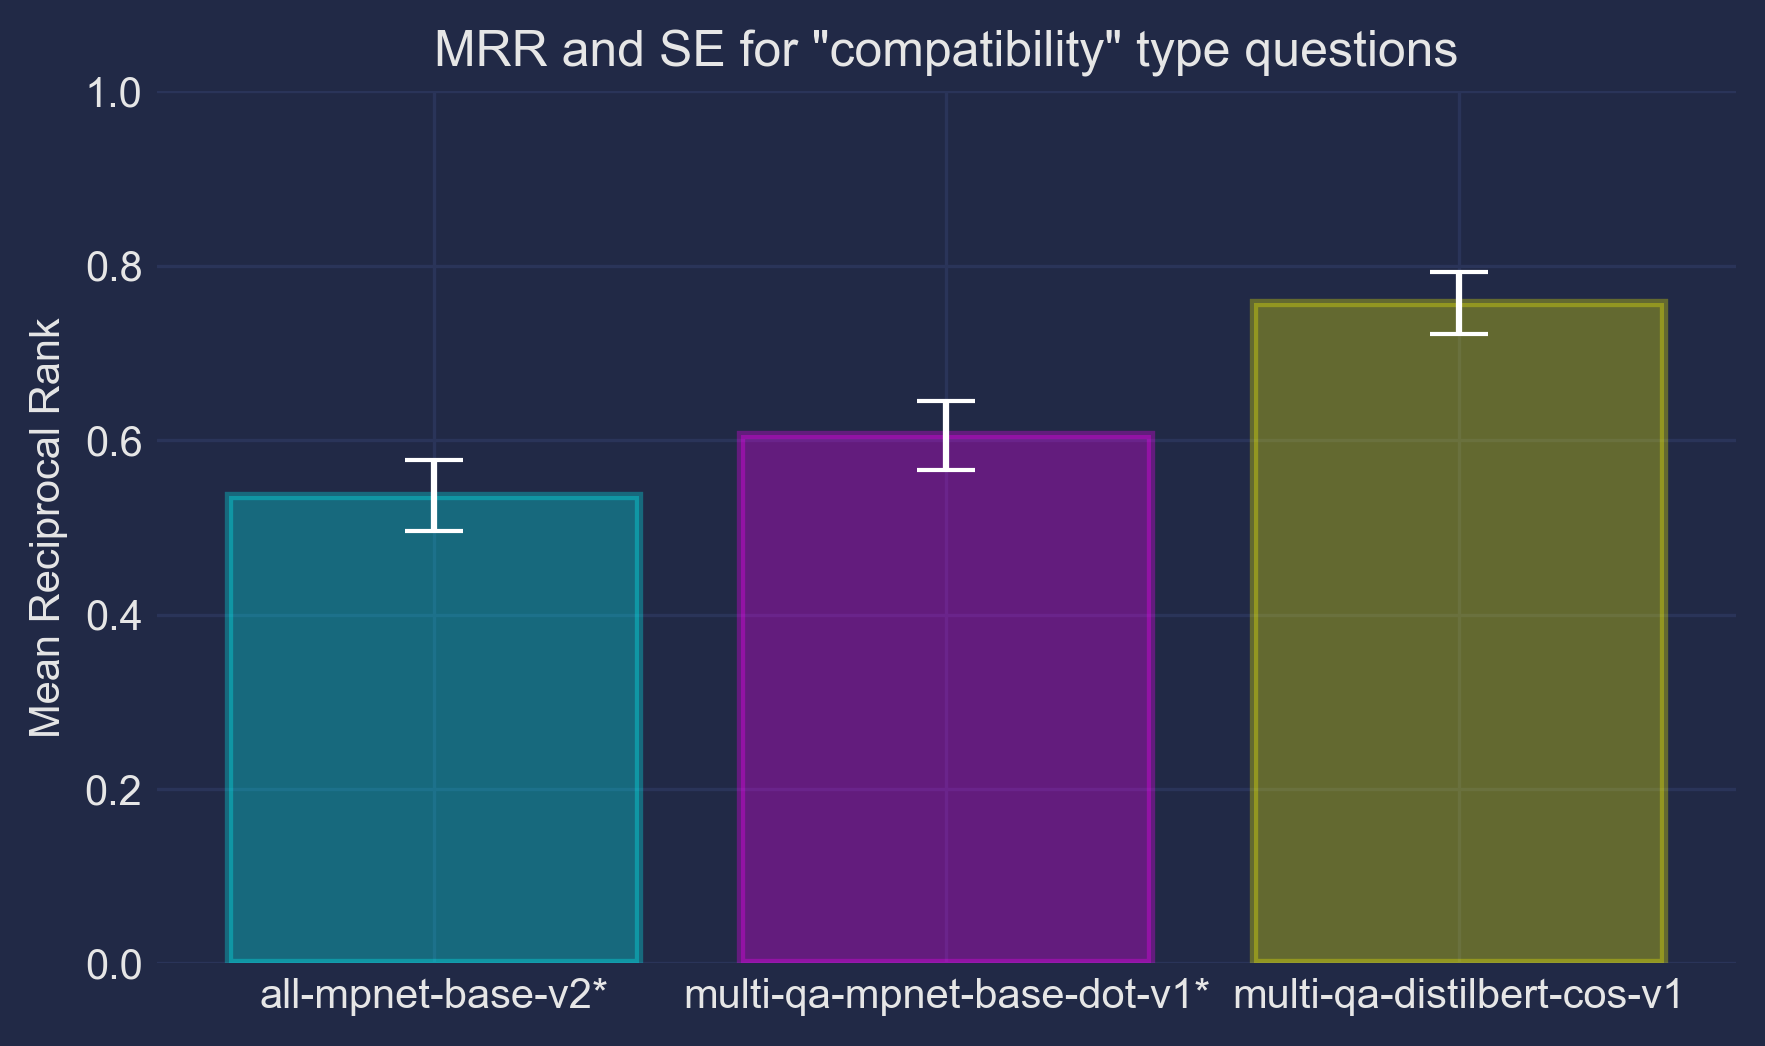 MRR and SE for "compatibility" type questions
Mean Reciprocal Rank
1.0
0.8
0.6
0.4
0.2
0.0
all-mpnet-base-v2* multi-qa-mpnet-base-dot-v1* multi-qa-distilbert-cos-v1